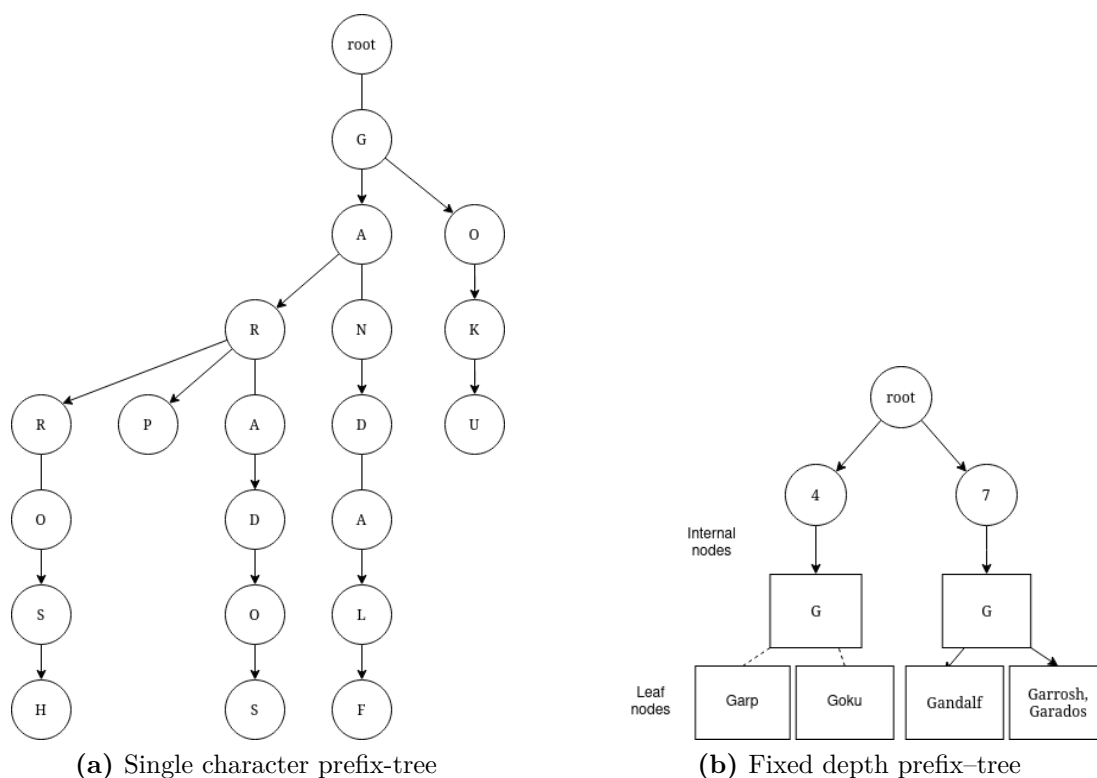 root
G
A
O
R
N
K
R
P
A
D
U
O
D
A
S
O
L
H
S
F
(a) Single character prefix-tree
root
4
7
Internal
nodes
G
G
Leaf
nodes
Garp
Goku
Gandalf
Garrosh,
Garados
(b) Fixed depth prefix–tree